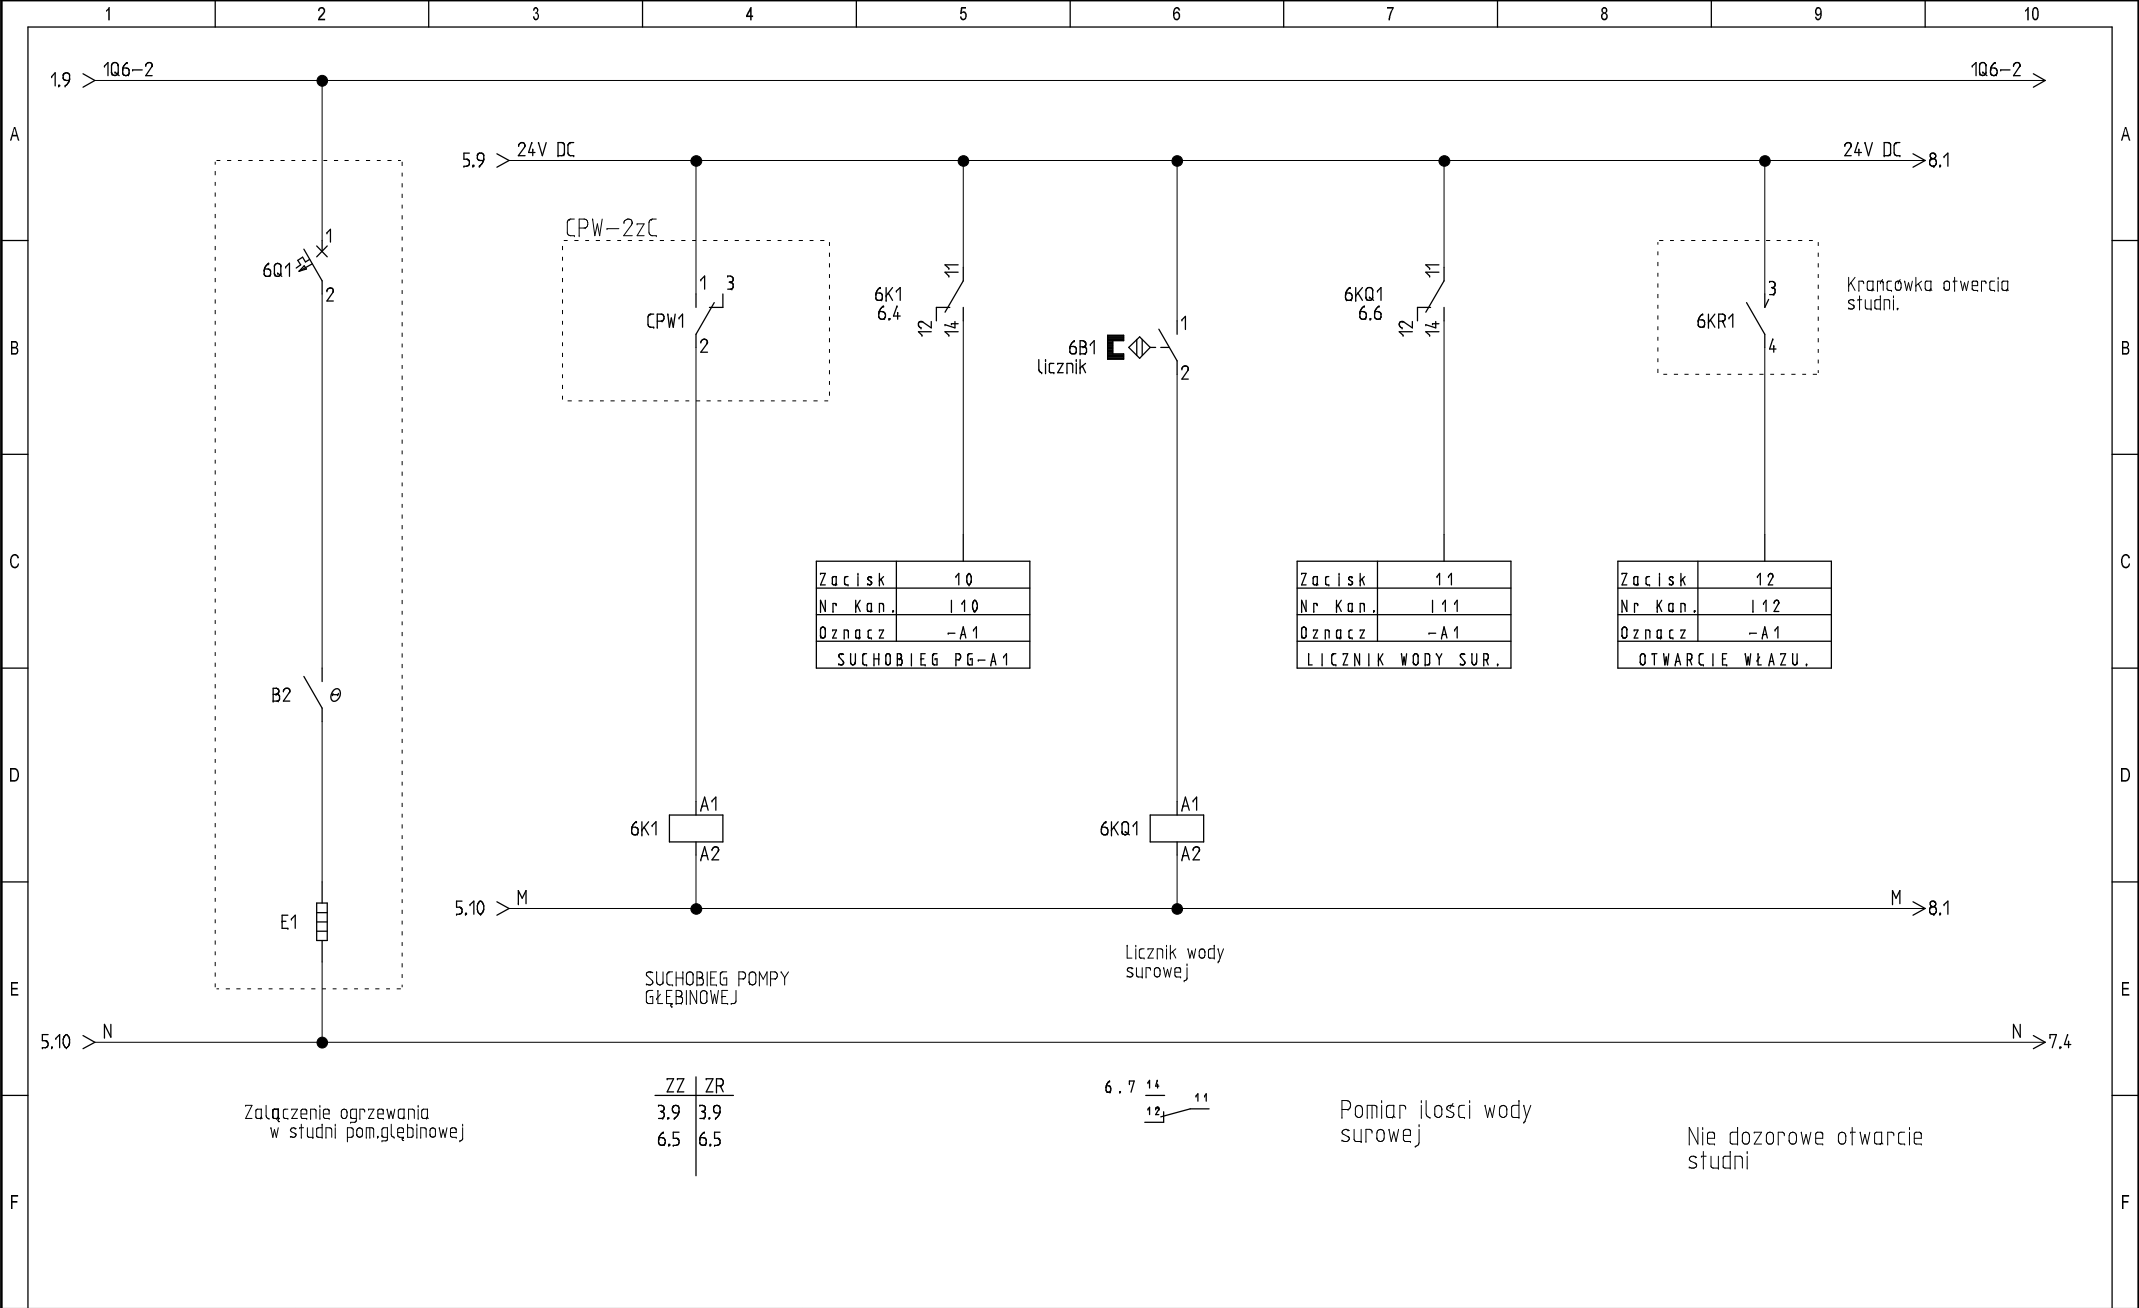 1 2 3 4 5 6 7 8 9 10
1.9 1Q6-2 1Q6-2
A A
5.9 24V DC 24V DC 8.1
CPW-2zC
1
6Q1
2
1 3
CPW1
2
11
6K1
6.4
12 14
1
6B1
licznik
2
11
6KQ1
6.6
12 14
3
6KR1
4
Krańcówka otwercia
studni.
B B
C C
Zacisk 10
Nr Kan. I10
Oznacz -A1
SUCHOBIEG PG-A1
Zacisk 11
Nr Kan. I11
Oznacz -A1
LICZNIK WODY SUR.
Zacisk 12
Nr Kan. I12
Oznacz -A1
OTWARCIE WŁAZU.
B2 θ
D D
A1
6K1
A2
A1
6KQ1
A2
5.10 M M 8.1
E1
Licznik wody
surowej
SUCHOBIEG POMPY
GŁĘBINOWEJ
E E
5.10 N N 7.4
Załączenie ogrzewania
w studni pom.głębinowej
ZZ ZR
3.9 3.9
6.5 6.5
6.7 14
12 11
Pomiar ilości wody
surowej
Nie dozorowe otwarcie
studni
F F